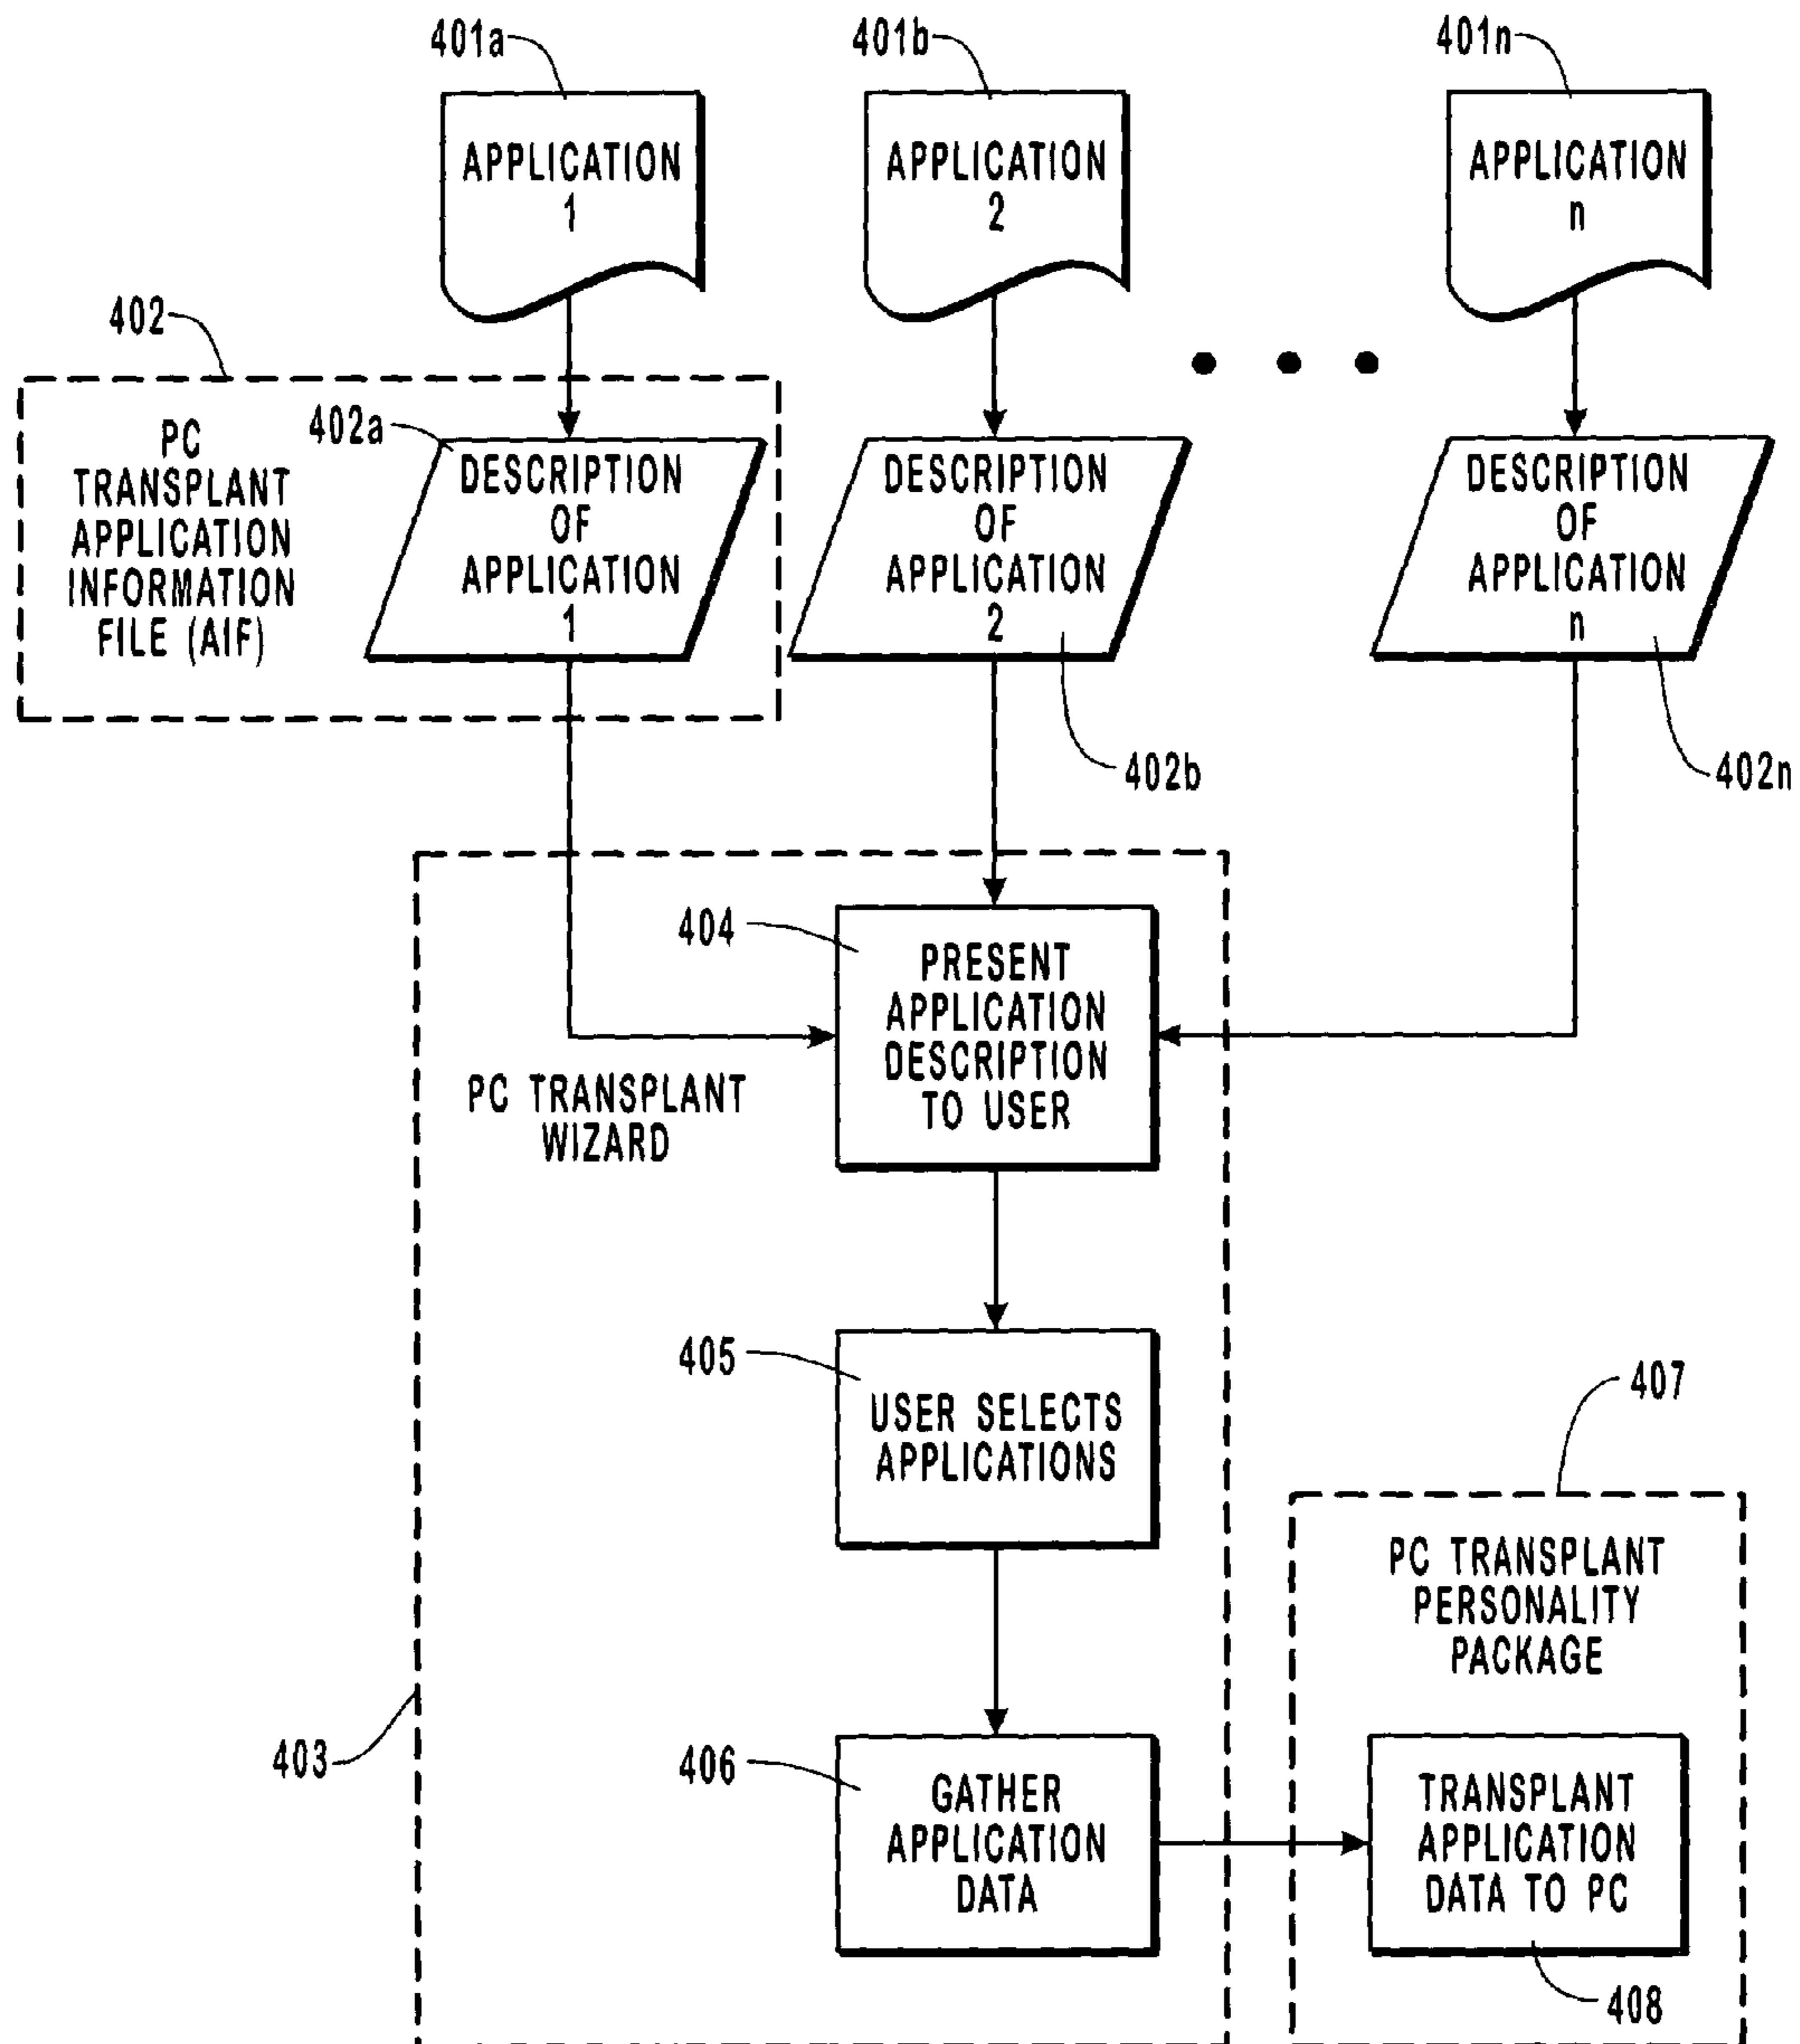 401a
401b
401n
APPLICATION
1
APPLICATION
2
APPLICATION
n
402
PC
TRANSPLANT
APPLICATION
INFORMATION
FILE (AIF)
402a
DESCRIPTION
OF
APPLICATION
1
DESCRIPTION
OF
APPLICATION
2
DESCRIPTION
OF
APPLICATION
n
402b
402n
404
PRESENT
APPLICATION
DESCRIPTION
TO USER
PC TRANSPLANT
WIZARD
405
USER SELECTS
APPLICATIONS
407
PC TRANSPLANT
PERSONALITY
PACKAGE
403
406
GATHER
APPLICATION
DATA
TRANSPLANT
APPLICATION
DATA TO PC
408